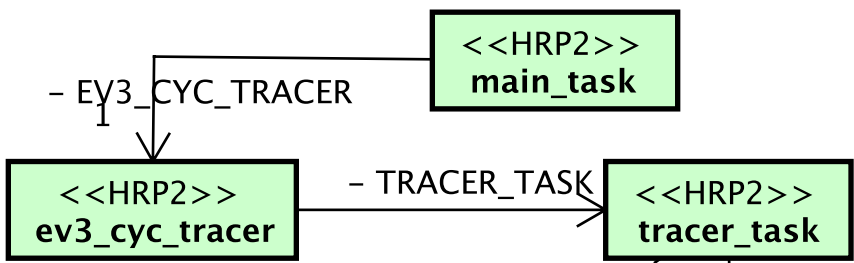 <<HRP2>>
main_task
- EV3_CYC_TRACER
1
<<HRP2>>
ev3_cyc_tracer
- TRACER_TASK
<<HRP2>>
tracer_task